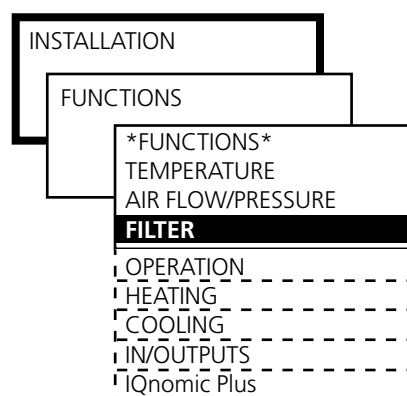 INSTALLATION
FUNCTIONS
*FUNCTIONS*
TEMPERATURE
AIR FLOW/PRESSURE
FILTER
OPERATION
HEATING
COOLING
IN/OUTPUTS
IQnomic Plus